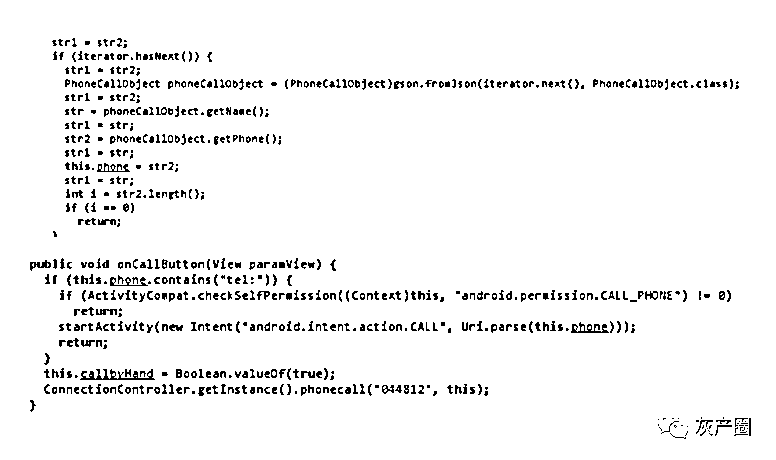 str1 = str2;
if (iterator.hasNext()) {
str1 = str2;
PhoneCallObject phoneCallObject = (PhoneCallObject)gson.fromJson(iterator.next(), PhoneCallObject.class);
str1 = str2;
str = phoneCallObject.getName();
str1 = str;
str2 = phoneCallObject.getPhone();
str1 = str;
this.phone = str2;
str1 = str;
int i = str2.length();
if (i == 0)
return;
}
public void onCallButton(View paramView) {
if (this.phone.contains("tel:")) {
if (ActivityCompat.checkSelfPermission((Context)this, "android.permission.CALL_PHONE") != 0)
return;
startActivity(new Intent("android.intent.action.CALL", Uri.parse(this.phone)));
return;
}
this.callbyHand = Boolean.valueOf(true);
ConnectionController.getInstance().phonecall("044812", this);
}
灰产圈